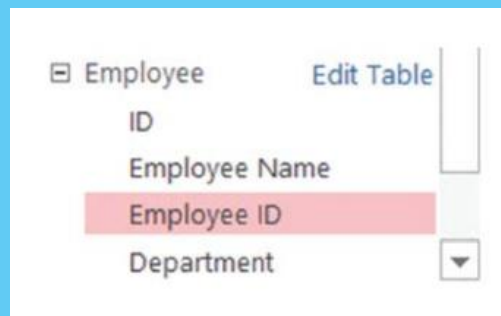 Employee Edit Table
ID
Employee Name
Employee ID
Department